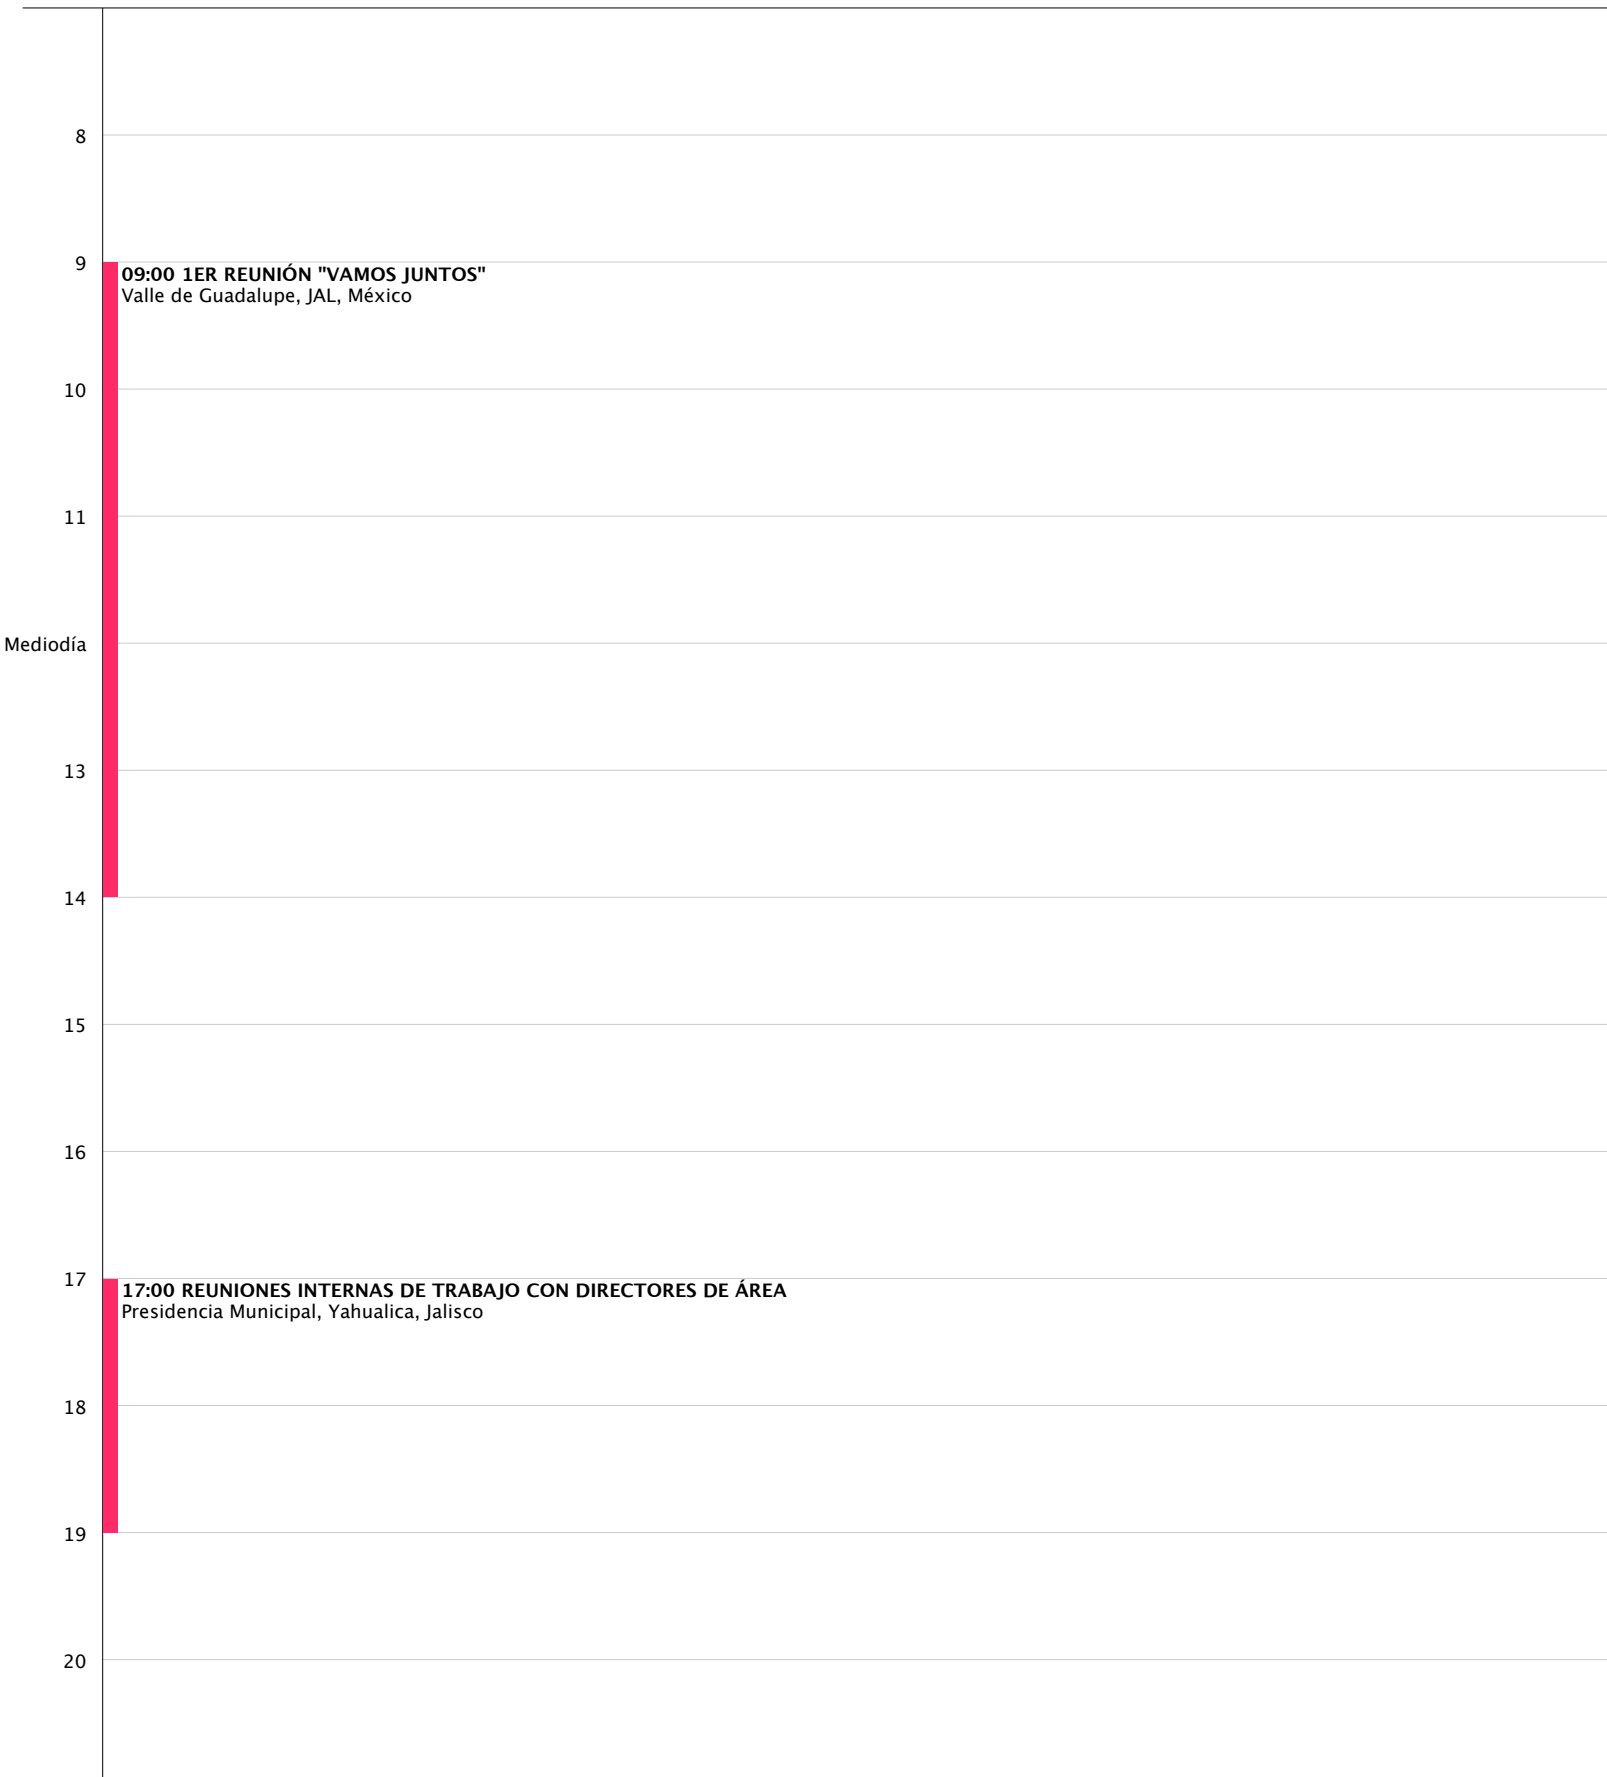 8
9
09:00 1ER REUNIÓN "VAMOS JUNTOS"
Valle de Guadalupe, JAL, México
10
11
Mediodía
13
14
15
16
17
17:00 REUNIONES INTERNAS DE TRABAJO CON DIRECTORES DE ÁREA
Presidencia Municipal, Yahualica, Jalisco
18
19
20